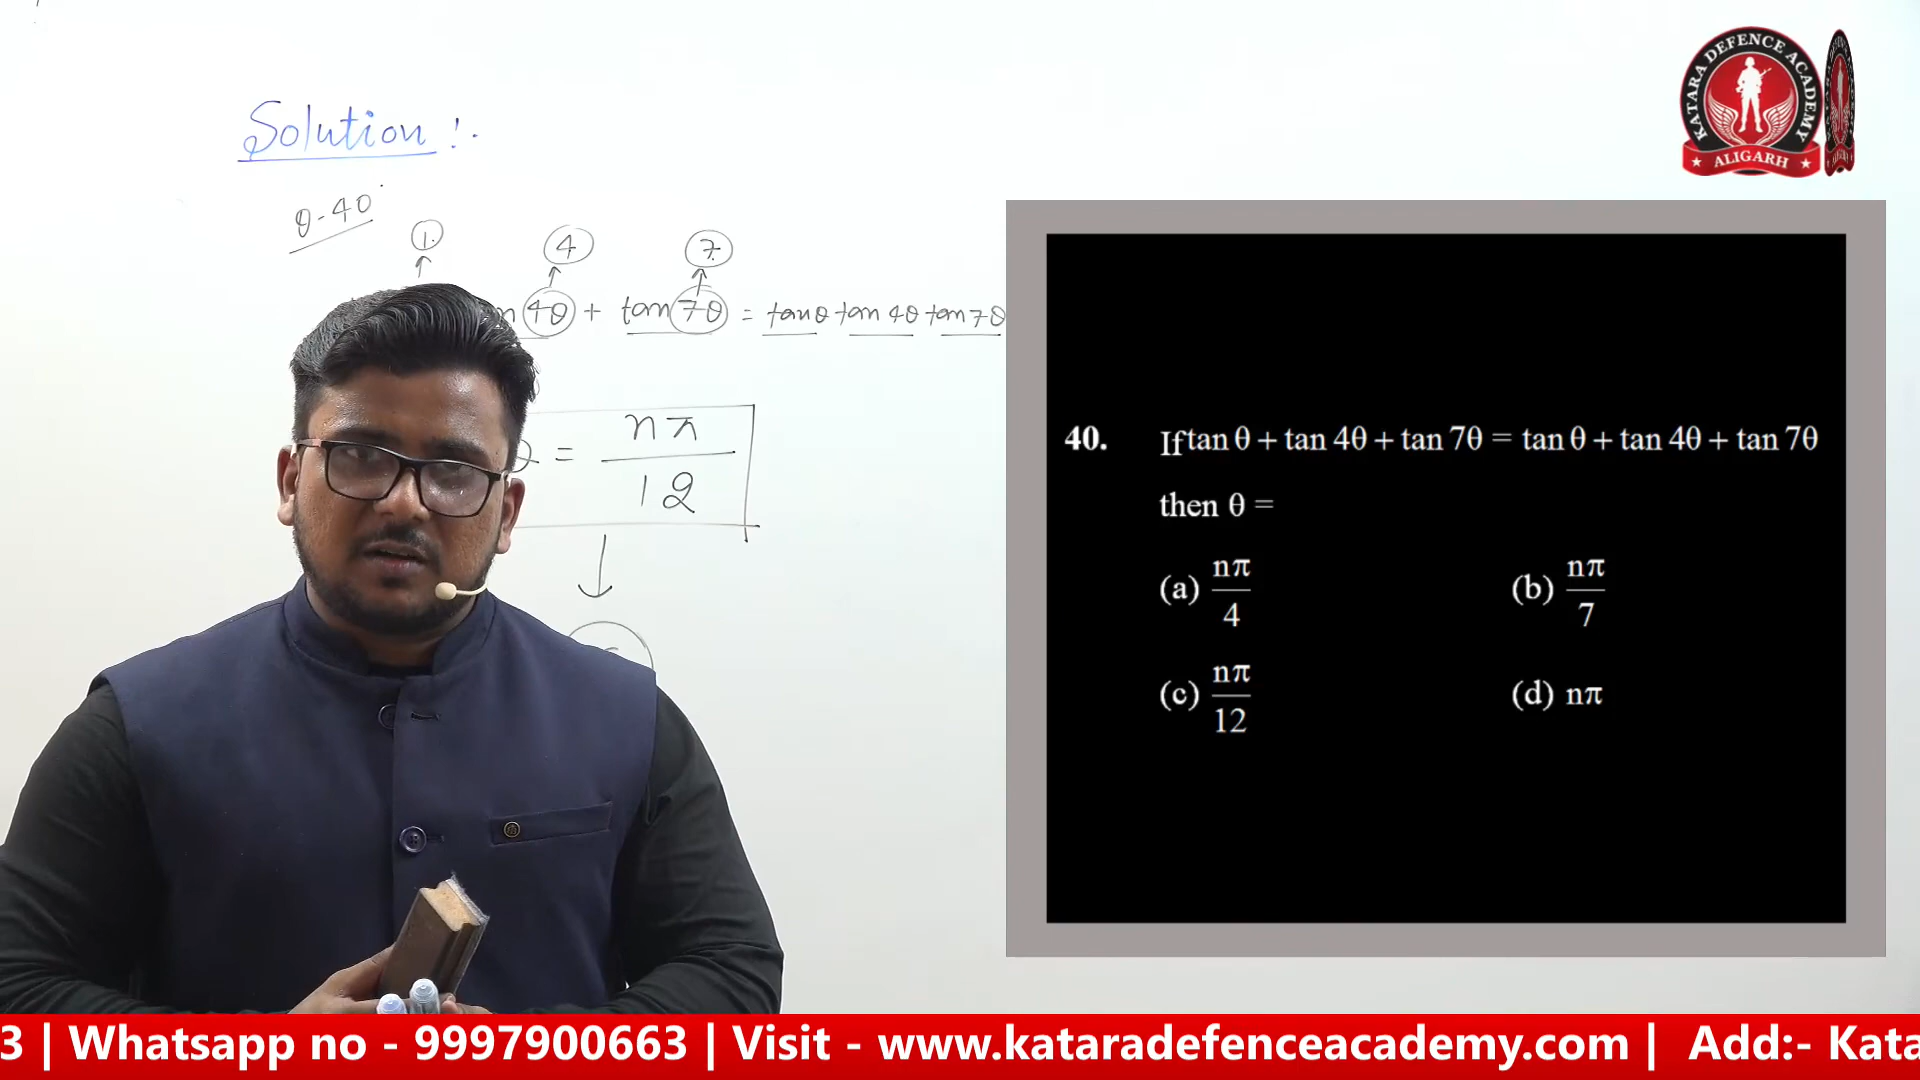 Solution :-
θ-40
1 4 7
4θ + tan 7θ = tanθ tan 4θ tan 7θ
= nπ
12
KATARA DEFENCE ACADEMY
★ ALIGARH ★
40. If tan θ + tan 4θ + tan 7θ = tan θ + tan 4θ + tan 7θ
then θ =
(a) nπ/4 (b) nπ/7
(c) nπ/12 (d) nπ
3 | Whatsapp no - 9997900663 | Visit - www.kataradefenceacademy.com | Add:- Kata